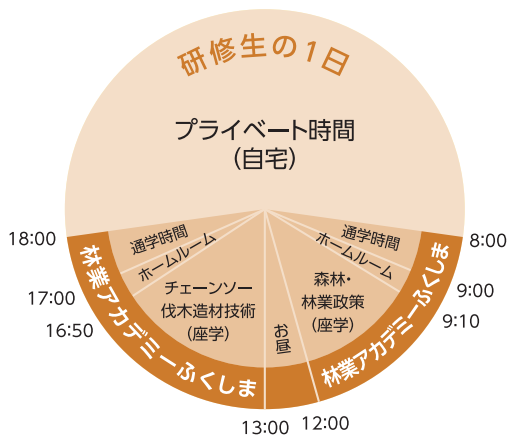 研修生の1日
プライベート時間
(自宅)
8:00
通学時間
9:00
ホームルーム
9:10
森林・
林業政策
(座学)
林業アカデミーふくしま
12:00
お昼
13:00
チェーンソー
伐木造材技術
(座学)
16:50
ホームルーム
17:00
通学時間
18:00
林業アカデミーふくしま